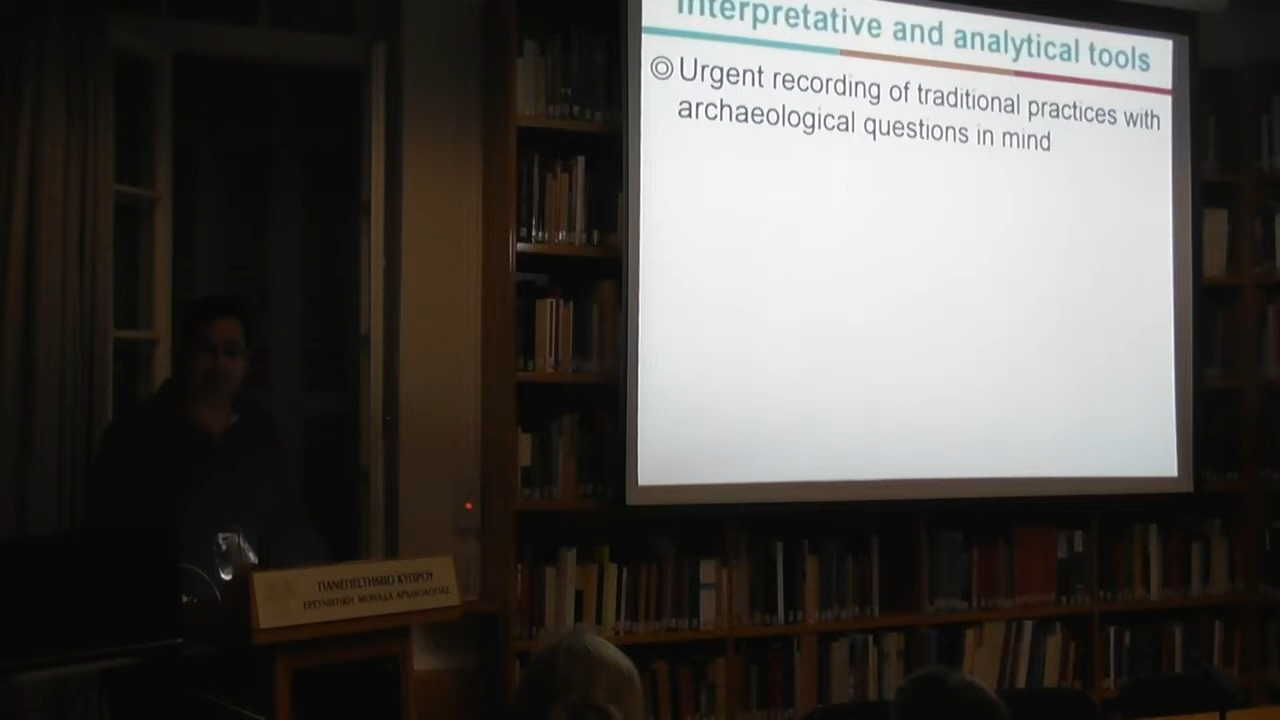 Interpretative and analytical tools
Urgent recording of traditional practices with
archaeological questions in mind
ΠΑΝΕΠΙΣΤΗΜΙΟ ΚΥΠΡΟΥ
ΕΡΕΥΝΗΤΙΚΗ ΜΟΝΑΔΑ ΑΡΧΑΙΟΛΟΓΙΑΣ